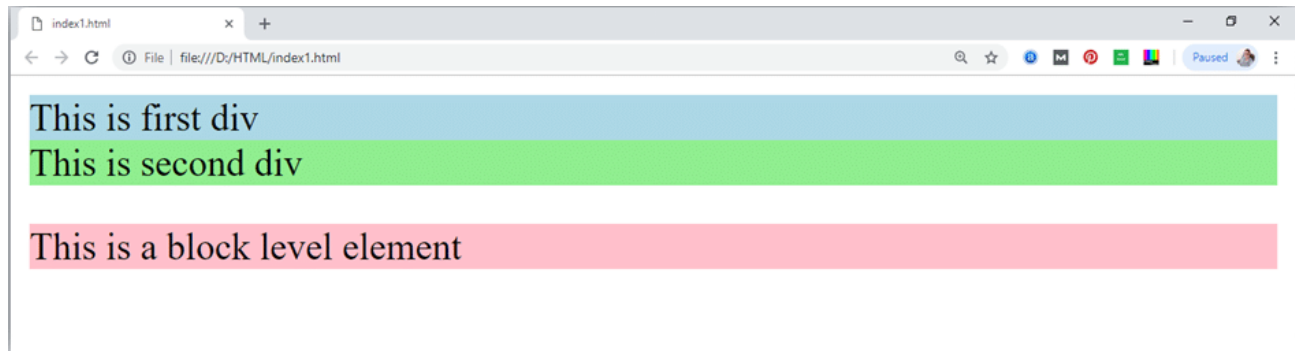 index1.html
File | file:///D:/HTML/index1.html
Paused
This is first div
This is second div
This is a block level element